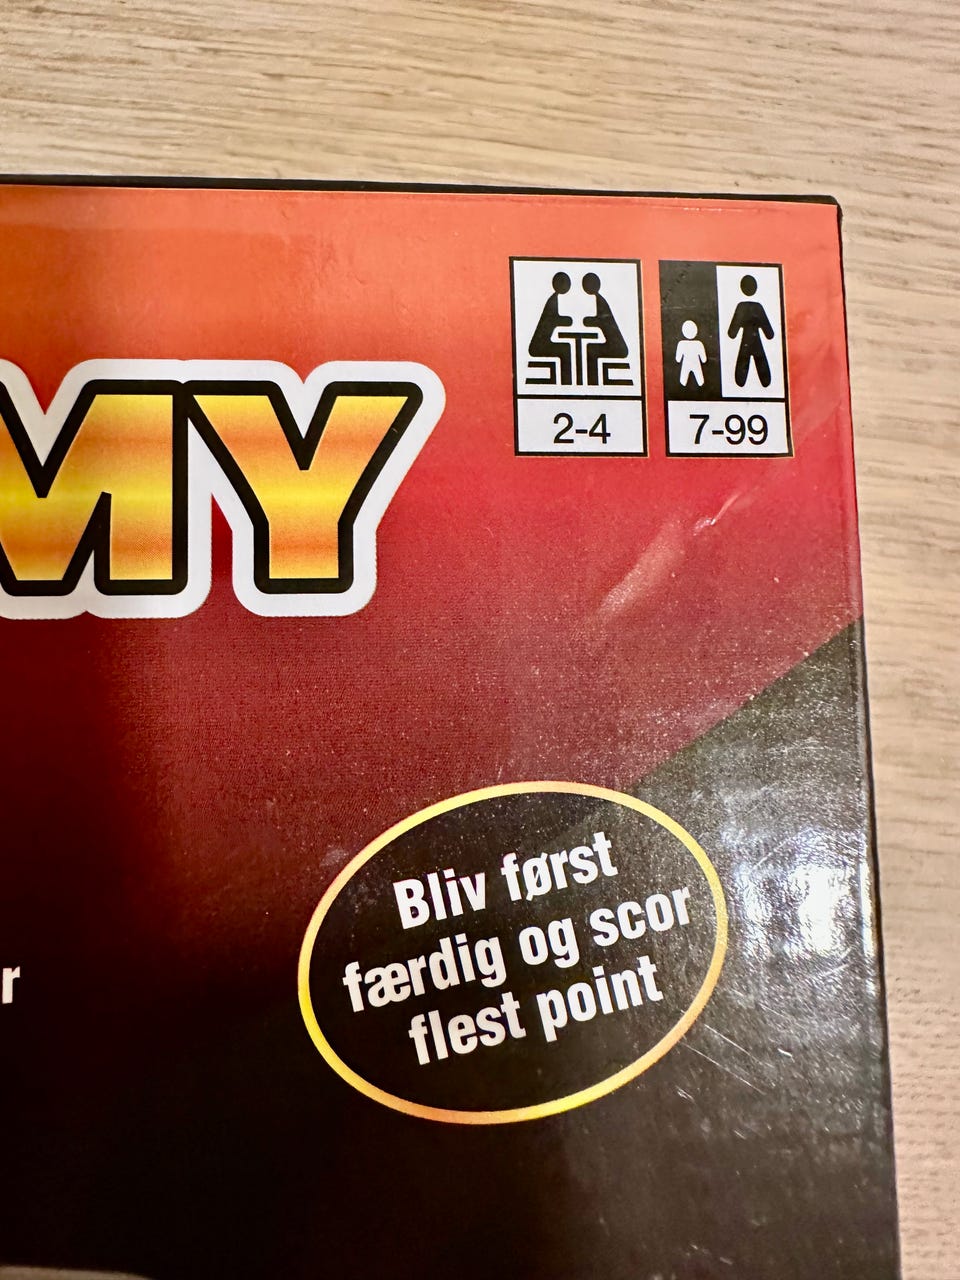 2-4
7-99
MY
Bliv først
færdig og scor
flest point
r